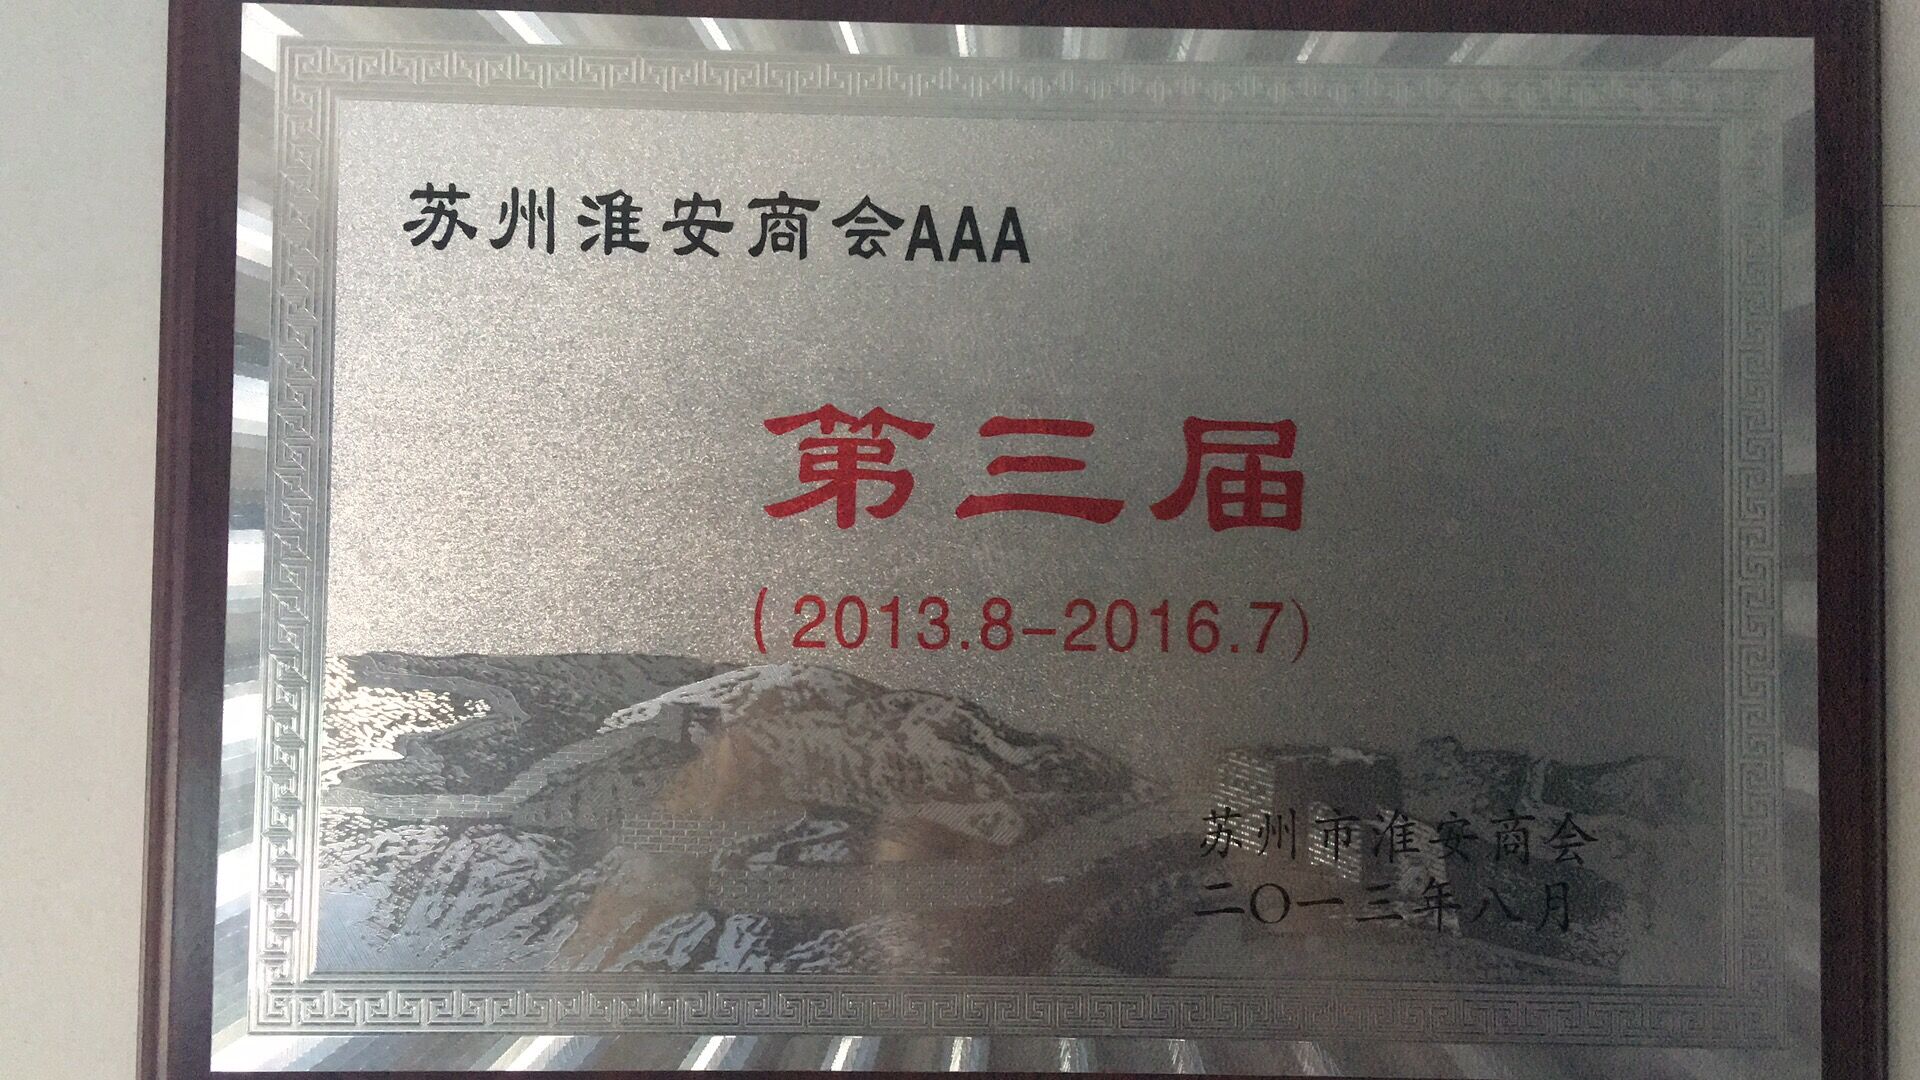 苏州淮安商会AAA
第三届
(2013.8-2016.7)
苏州市淮安商会
二〇一三年八月